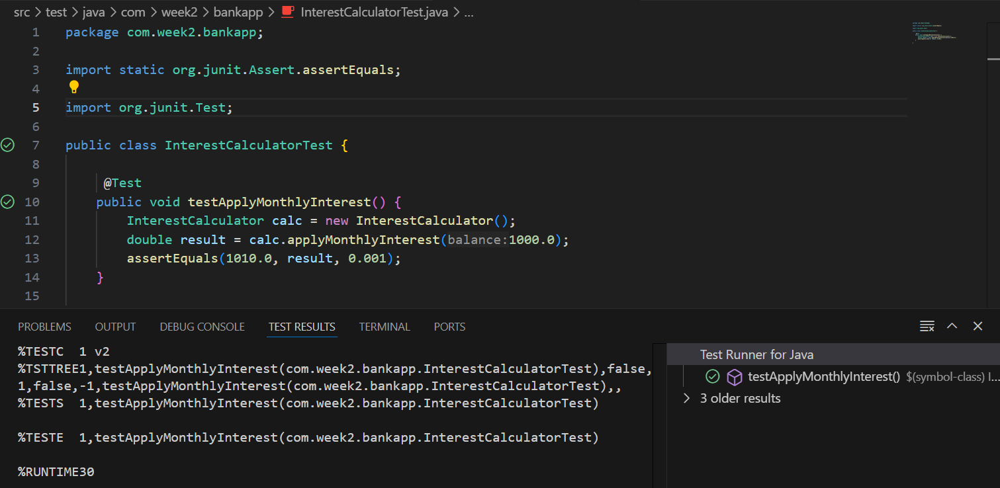 src > test > java > com > week2 > bankapp > InterestCalculatorTest.java > ...
1 package com.week2.bankapp;
2
3 import static org.junit.Assert.assertEquals;
4
5 import org.junit.Test;
6
7 public class InterestCalculatorTest {
8
9 @Test
10 public void testApplyMonthlyInterest() {
11 InterestCalculator calc = new InterestCalculator();
12 double result = calc.applyMonthlyInterest(balance:1000.0);
13 assertEquals(1010.0, result, 0.001);
14 }
15
PROBLEMS OUTPUT DEBUG CONSOLE TEST RESULTS TERMINAL PORTS
%TESTC 1 v2
%TSTTREE1,testApplyMonthlyInterest(com.week2.bankapp.InterestCalculatorTest),false,
1,false,-1,testApplyMonthlyInterest(com.week2.bankapp.InterestCalculatorTest),,
%TESTS 1,testApplyMonthlyInterest(com.week2.bankapp.InterestCalculatorTest)
%TESTE 1,testApplyMonthlyInterest(com.week2.bankapp.InterestCalculatorTest)
%RUNTIME30
Test Runner for Java
testApplyMonthlyInterest() $(symbol-class) I...
> 3 older results